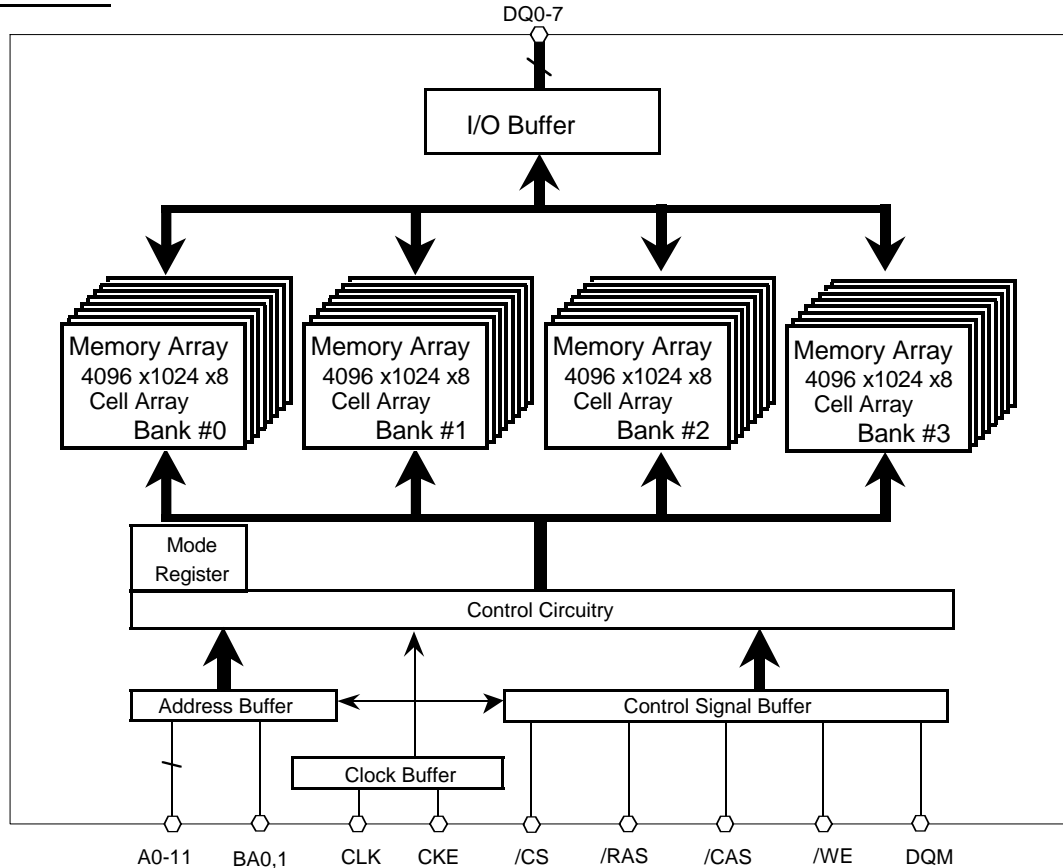 DQ0-7
I/O Buffer
Memory Array
4096 x1024 x8
Cell Array
Bank #0
Memory Array
4096 x1024 x8
Cell Array
Bank #1
Memory Array
4096 x1024 x8
Cell Array
Bank #2
Memory Array
4096 x1024 x8
Cell Array
Bank #3
Mode
Register
Control Circuitry
Address Buffer
Control Signal Buffer
Clock Buffer
A0-11
BA0,1
CLK
CKE
/CS
/RAS
/CAS
/WE
DQM